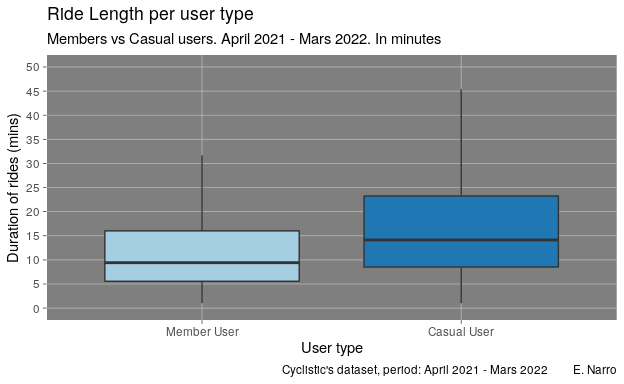 Ride Length per user type
Members vs Casual users. April 2021 - Mars 2022. In minutes
Duration of rides (mins)
50
45
40
35
30
25
20
15
10
5
0
Member User
Casual User
User type
Cyclistic's dataset, period: April 2021 - Mars 2022 E. Narro